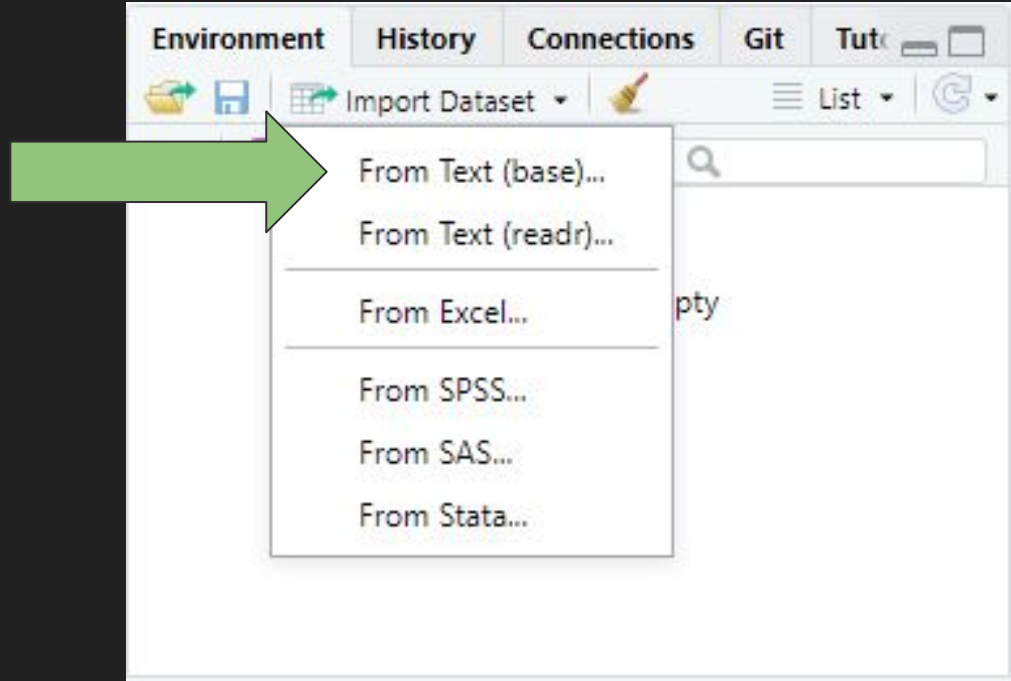 Environment History Connections Git Tut
Import Dataset List
From Text (base)...
From Text (readr)...
From Excel...
pty
From SPSS...
From SAS...
From Stata...